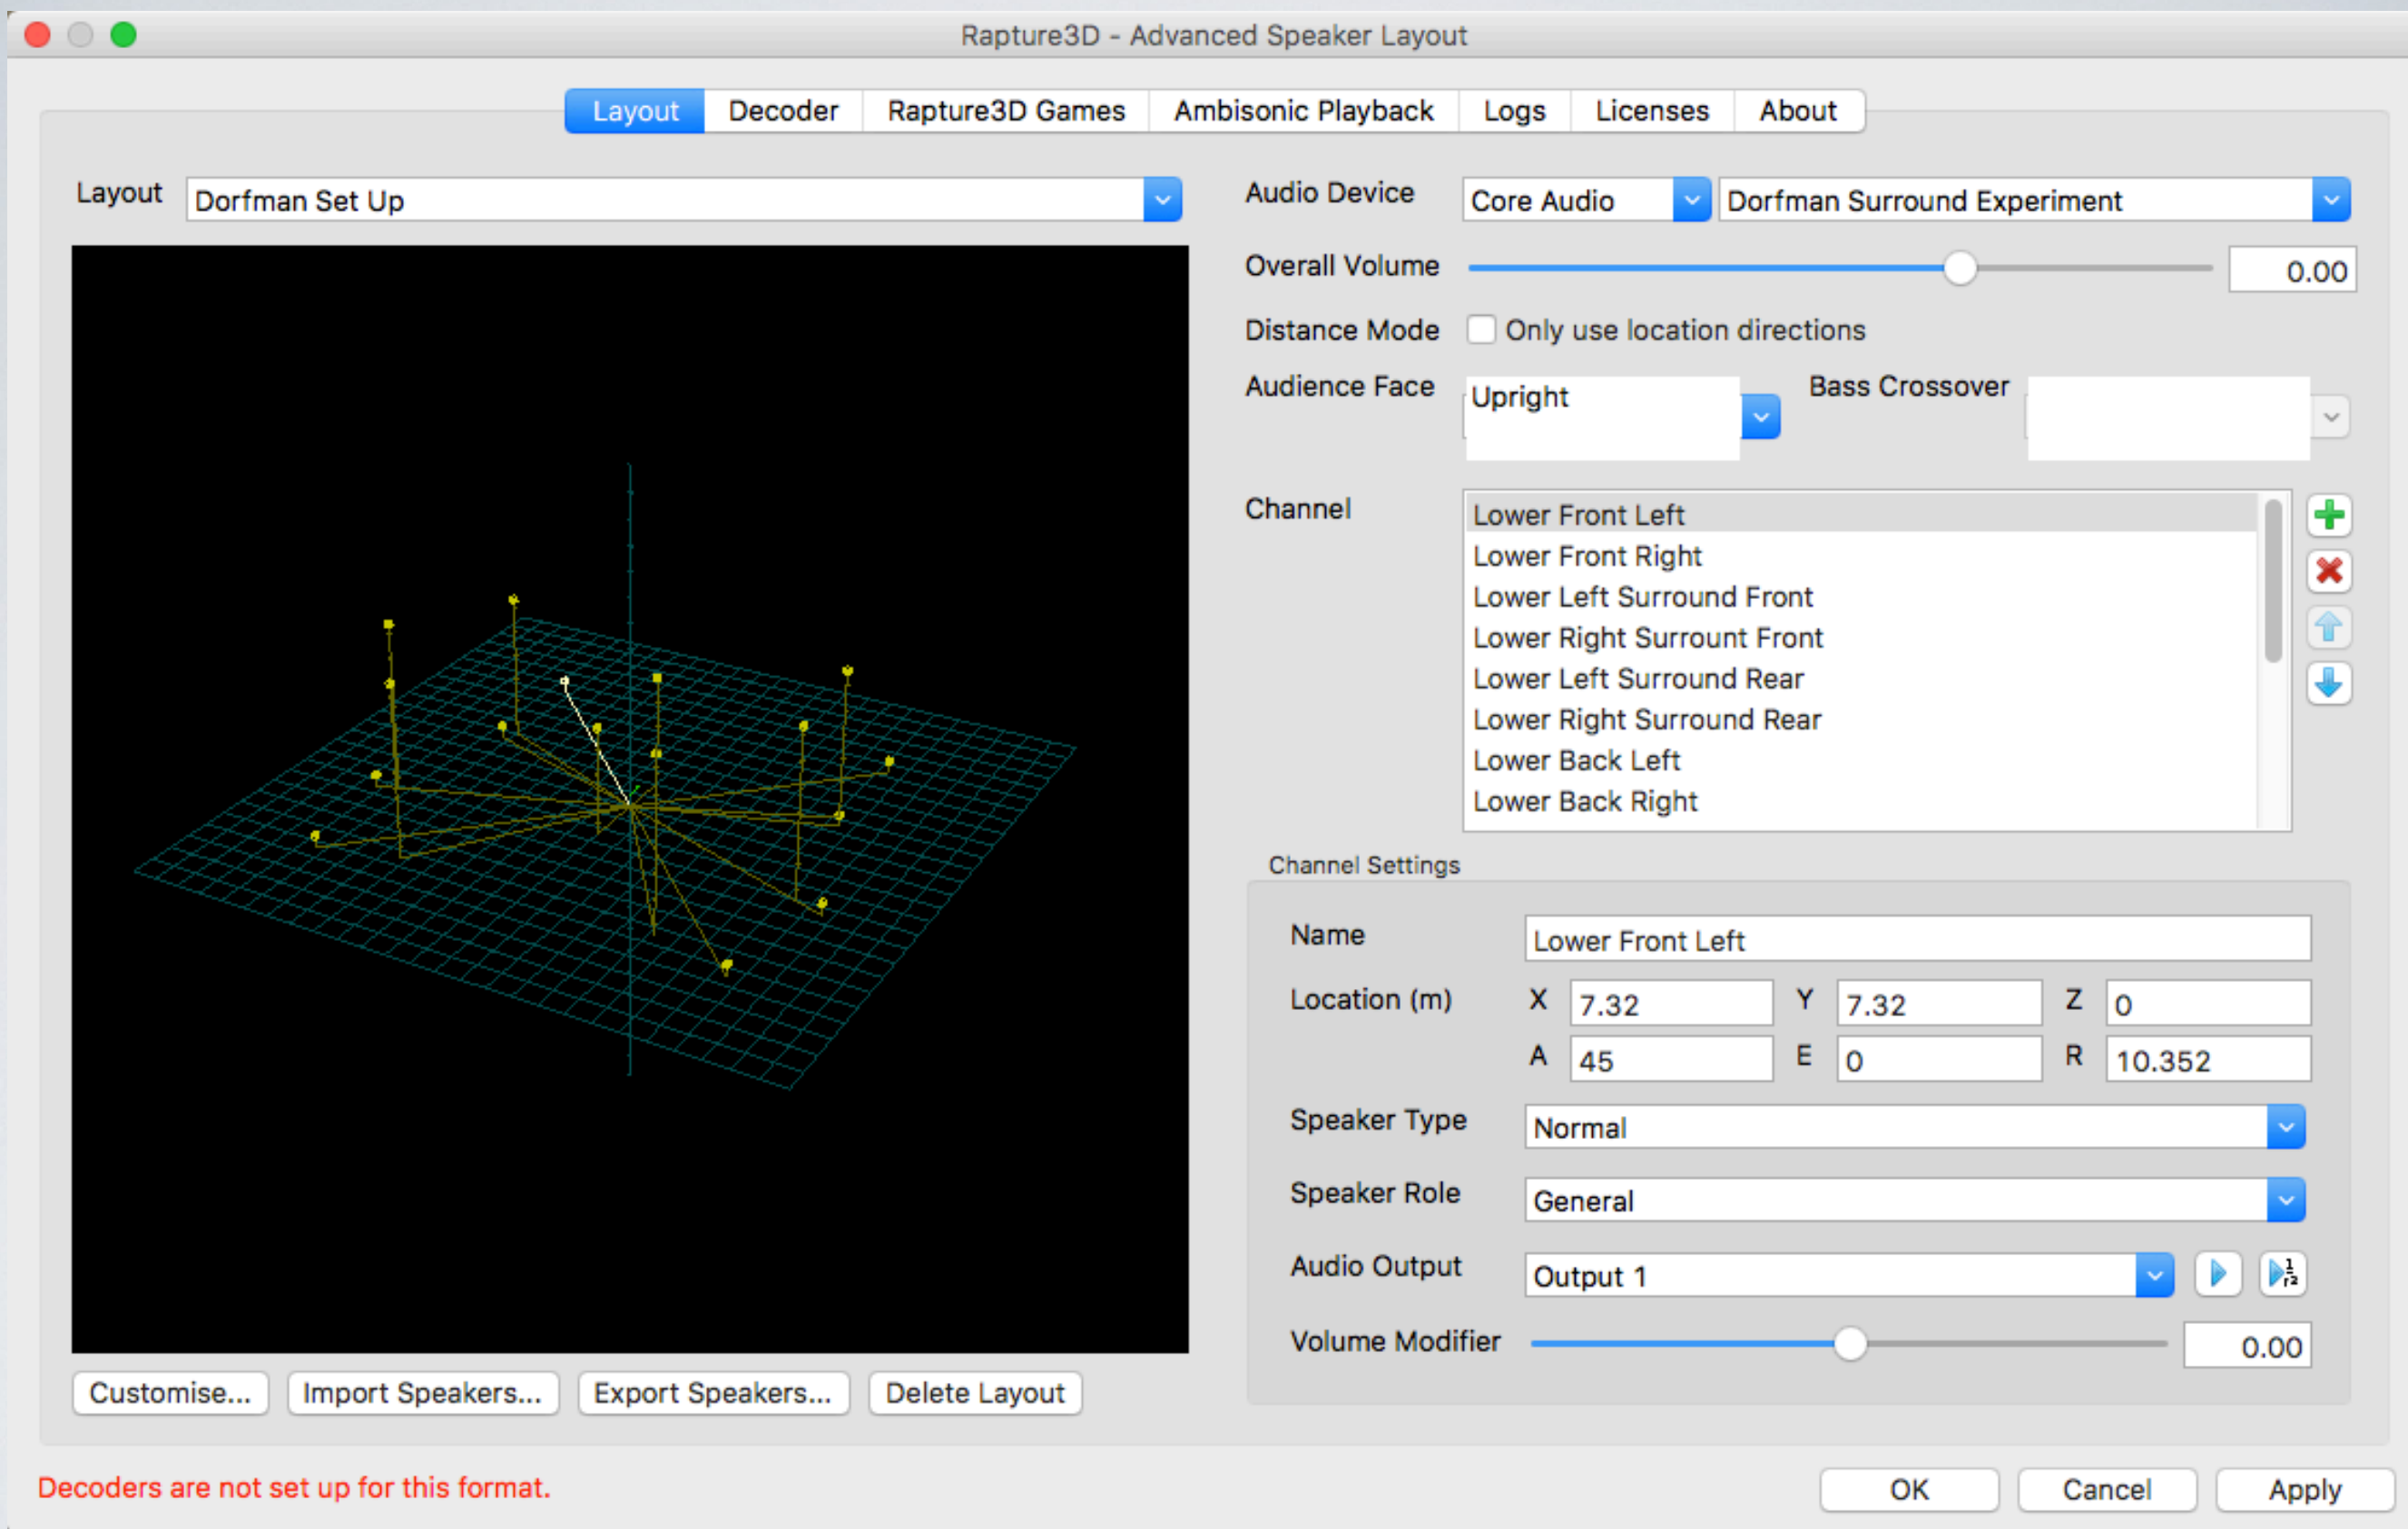 Rapture3D - Advanced Speaker Layout
Layout Decoder Rapture3D Games Ambisonic Playback Logs Licenses About
Layout Dorfman Set Up
Audio Device Core Audio Dorfman Surround Experiment
Overall Volume 0.00
Distance Mode Only use location directions
Audience Face Upright Bass Crossover
Channel
Lower Front Left
Lower Front Right
Lower Left Surround Front
Lower Right Surrount Front
Lower Left Surround Rear
Lower Right Surround Rear
Lower Back Left
Lower Back Right
Channel Settings
Name Lower Front Left
Location (m) X 7.32 Y 7.32 Z 0
A 45 E 0 R 10.352
Speaker Type Normal
Speaker Role General
Audio Output Output 1 1/r2
Volume Modifier 0.00
Customise... Import Speakers... Export Speakers... Delete Layout
Decoders are not set up for this format.
OK Cancel Apply